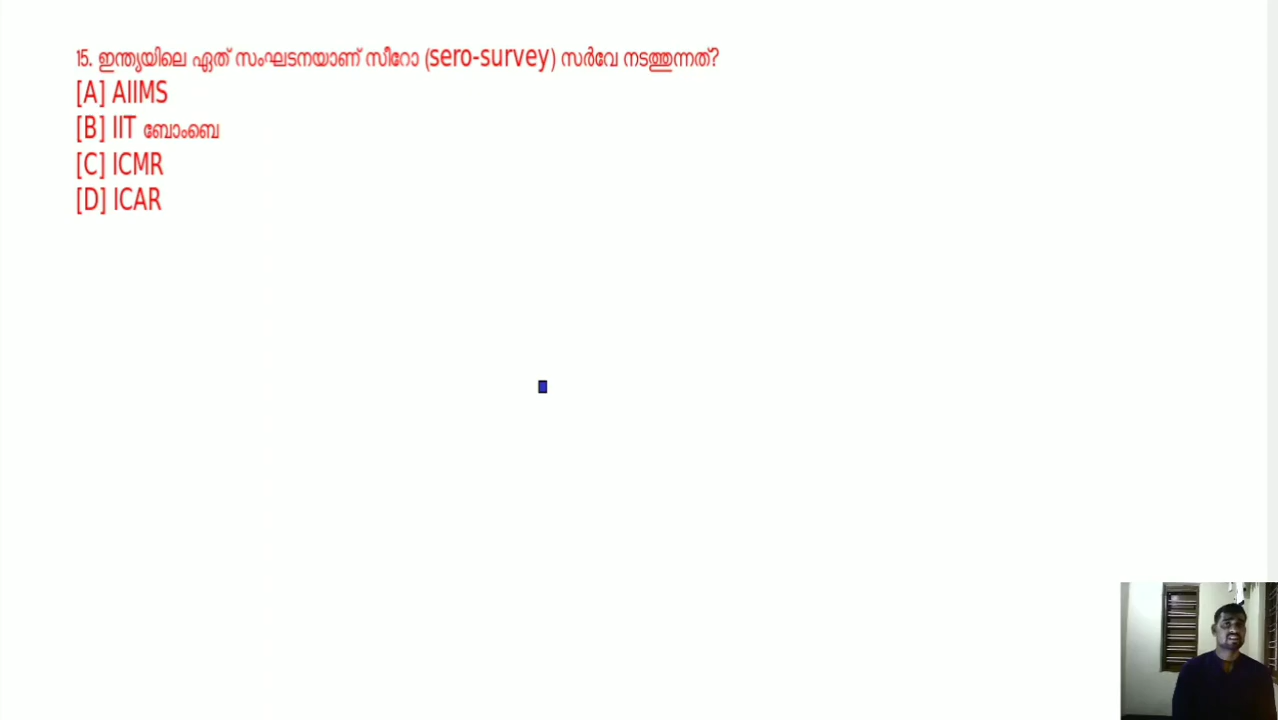 15. ഇന്ത്യയിലെ ഏത് സംഘടനയാണ് സീറോ (sero-survey) സർവേ നടത്തുന്നത്?
[A] AIIMS
[B] IIT ബോംബെ
[C] ICMR
[D] ICAR